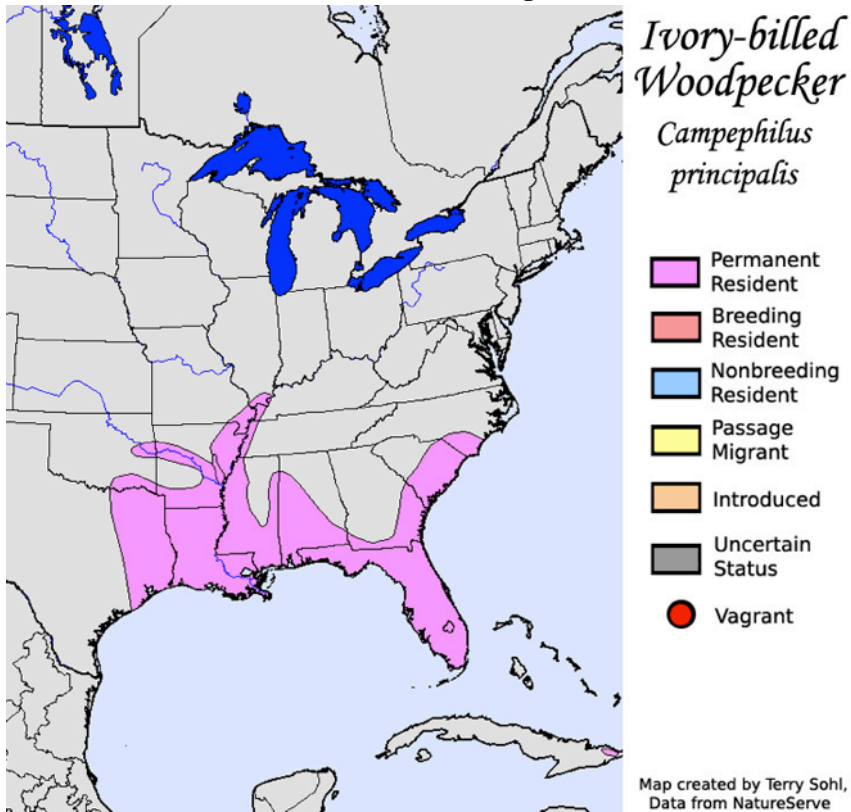 Ivory-billed
Woodpecker
Campephilus
principalis
Permanent
Resident
Breeding
Resident
Nonbreeding
Resident
Passage
Migrant
Introduced
Uncertain
Status
Vagrant
Map created by Terry Sohl,
Data from NatureServe